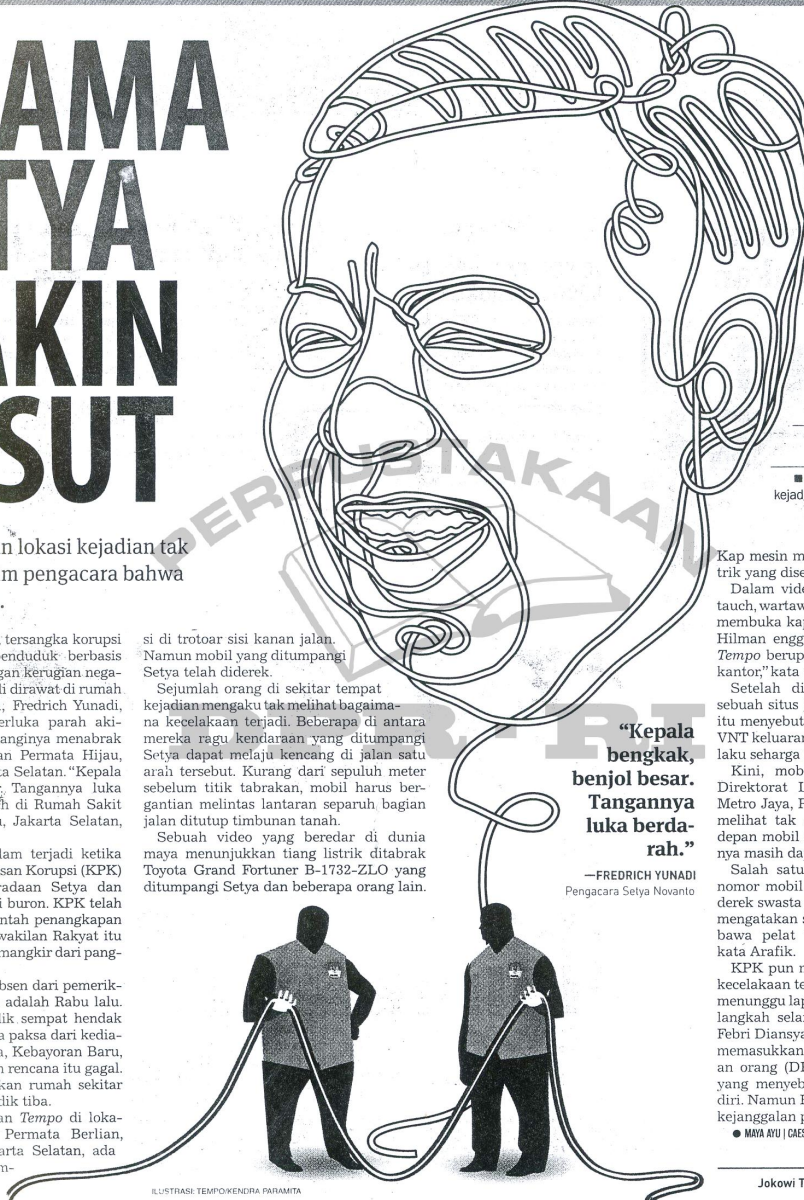 AMA
TYA
AKIN
SUT
n lokasi kejadian tak
m pengacara bahwa
.
tersangka korupsi
enduduk berbasis
gan kerugian nega-
li dirawat di rumah
, Fredrich Yunadi,
erluka parah aki-
anginya menabrak
an Permata Hijau,
ta Selatan. “Kepala
r. Tangannya luka
h di Rumah Sakit
, Jakarta Selatan,
lam terjadi ketika
san Korupsi (KPK)
radaan Setya dan
i buron. KPK telah
ntah penangkapan
wakilan Rakyat itu
mangkir dari pang-
bsen dari pemerik-
adalah Rabu lalu.
lik sempat hendak
a paksa dari kedia-
a, Kebayoran Baru,
n rencana itu gagal.
kan rumah sekitar
dik tiba.
an Tempo di loka-
Permata Berlian,
arta Selatan, ada
m-
si di trotoar sisi kanan jalan.
Namun mobil yang ditumpangi
Setya telah diderek.
Sejumlah orang di sekitar tempat
kejadian mengaku tak melihat bagaima-
na kecelakaan terjadi. Beberapa di antara
mereka ragu kendaraan yang ditumpangi
Setya dapat melaju kencang di jalan satu
arah tersebut. Kurang dari sepuluh meter
sebelum titik tabrakan, mobil harus ber-
gantian melintas lantaran separuh bagian
jalan ditutup timbunan tanah.
Sebuah video yang beredar di dunia
maya menunjukkan tiang listrik ditabrak
Toyota Grand Fortuner B-1732-ZLO yang
ditumpangi Setya dan beberapa orang lain.
“Kepala
bengkak,
benjol besar.
Tangannya
luka berda-
rah.”
—FREDRICH YUNADI
Pengacara Setya Novanto
kejad
Kap mesin m
trik yang dise
Dalam vide
tauch, wartaw
membuka kap
Hilman engg
Tempo berup
kantor,” kata
Setelah di
sebuah situs
itu menyebut
VNT keluaran
laku seharga
Kini, mob
Direktorat L
Metro Jaya, P
melihat tak
depan mobil
nya masih da
Salah satu
nomor mobil
derek swasta
mengatakan s
bawa pelat
kata Arafik.
KPK pun m
kecelakaan te
menunggu lap
langkah selan
Febri Diansya
memasukkan
an orang (DP
yang menyeb
diri. Namun F
kejanggalan p
● MAYA AYU | CAES
Jokowi T
ILUSTRASI: TEMPO/KENDRA PARAMITA
PERPUSTAKAAN
DPR-RI